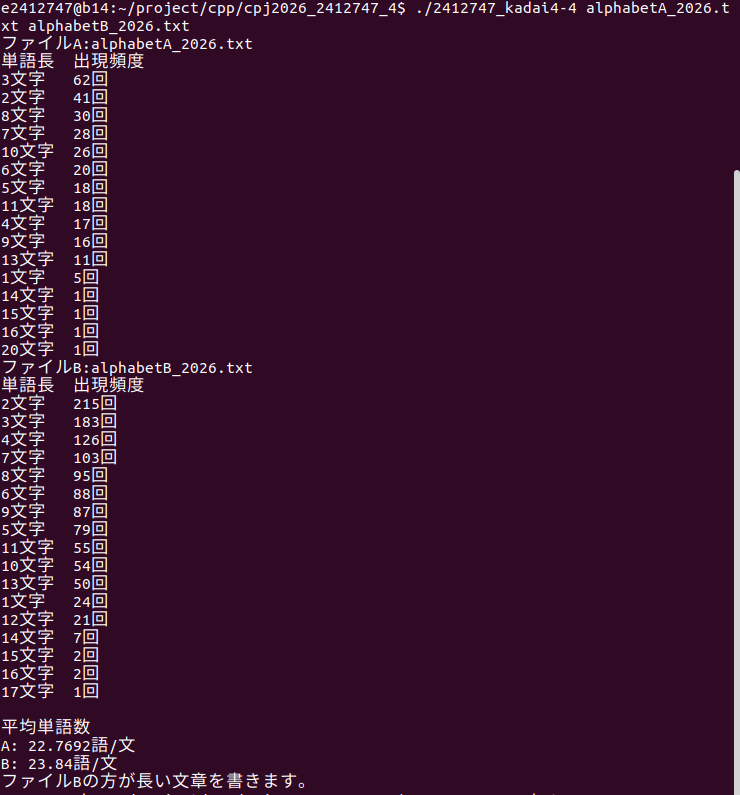 e2412747@b14:~/project/cpp/cpj2026_2412747_4$ ./2412747_kadai4-4 alphabetA_2026.t
xt alphabetB_2026.txt
ファイルA:alphabetA_2026.txt
単語長 出現頻度
3文字 62回
2文字 41回
8文字 30回
7文字 28回
10文字 26回
6文字 20回
5文字 18回
11文字 18回
4文字 17回
9文字 16回
13文字 11回
1文字 5回
14文字 1回
15文字 1回
16文字 1回
20文字 1回
ファイルB:alphabetB_2026.txt
単語長 出現頻度
2文字 215回
3文字 183回
4文字 126回
7文字 103回
8文字 95回
6文字 88回
9文字 87回
5文字 79回
11文字 55回
10文字 54回
13文字 50回
1文字 24回
12文字 21回
14文字 7回
15文字 2回
16文字 2回
17文字 1回
平均単語数
A: 22.7692語/文
B: 23.84語/文
ファイルBの方が長い文章を書きます。